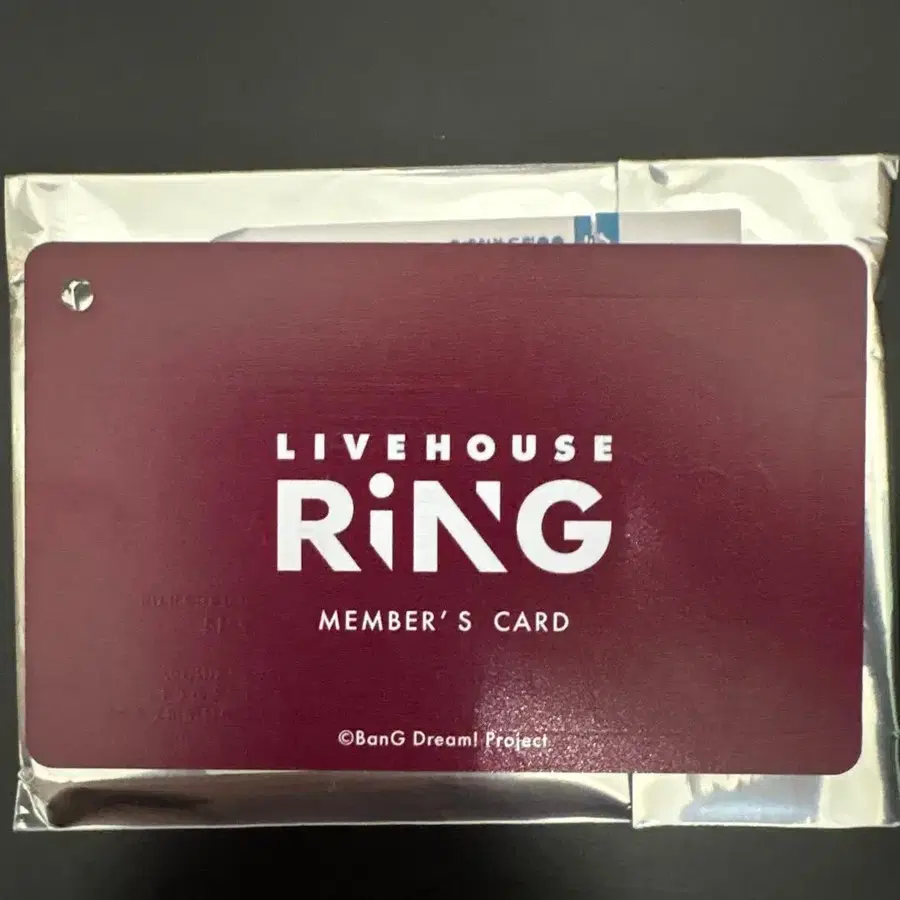 LIVEHOUSE
RiNG
MEMBER'S CARD
©BanG Dream! Project